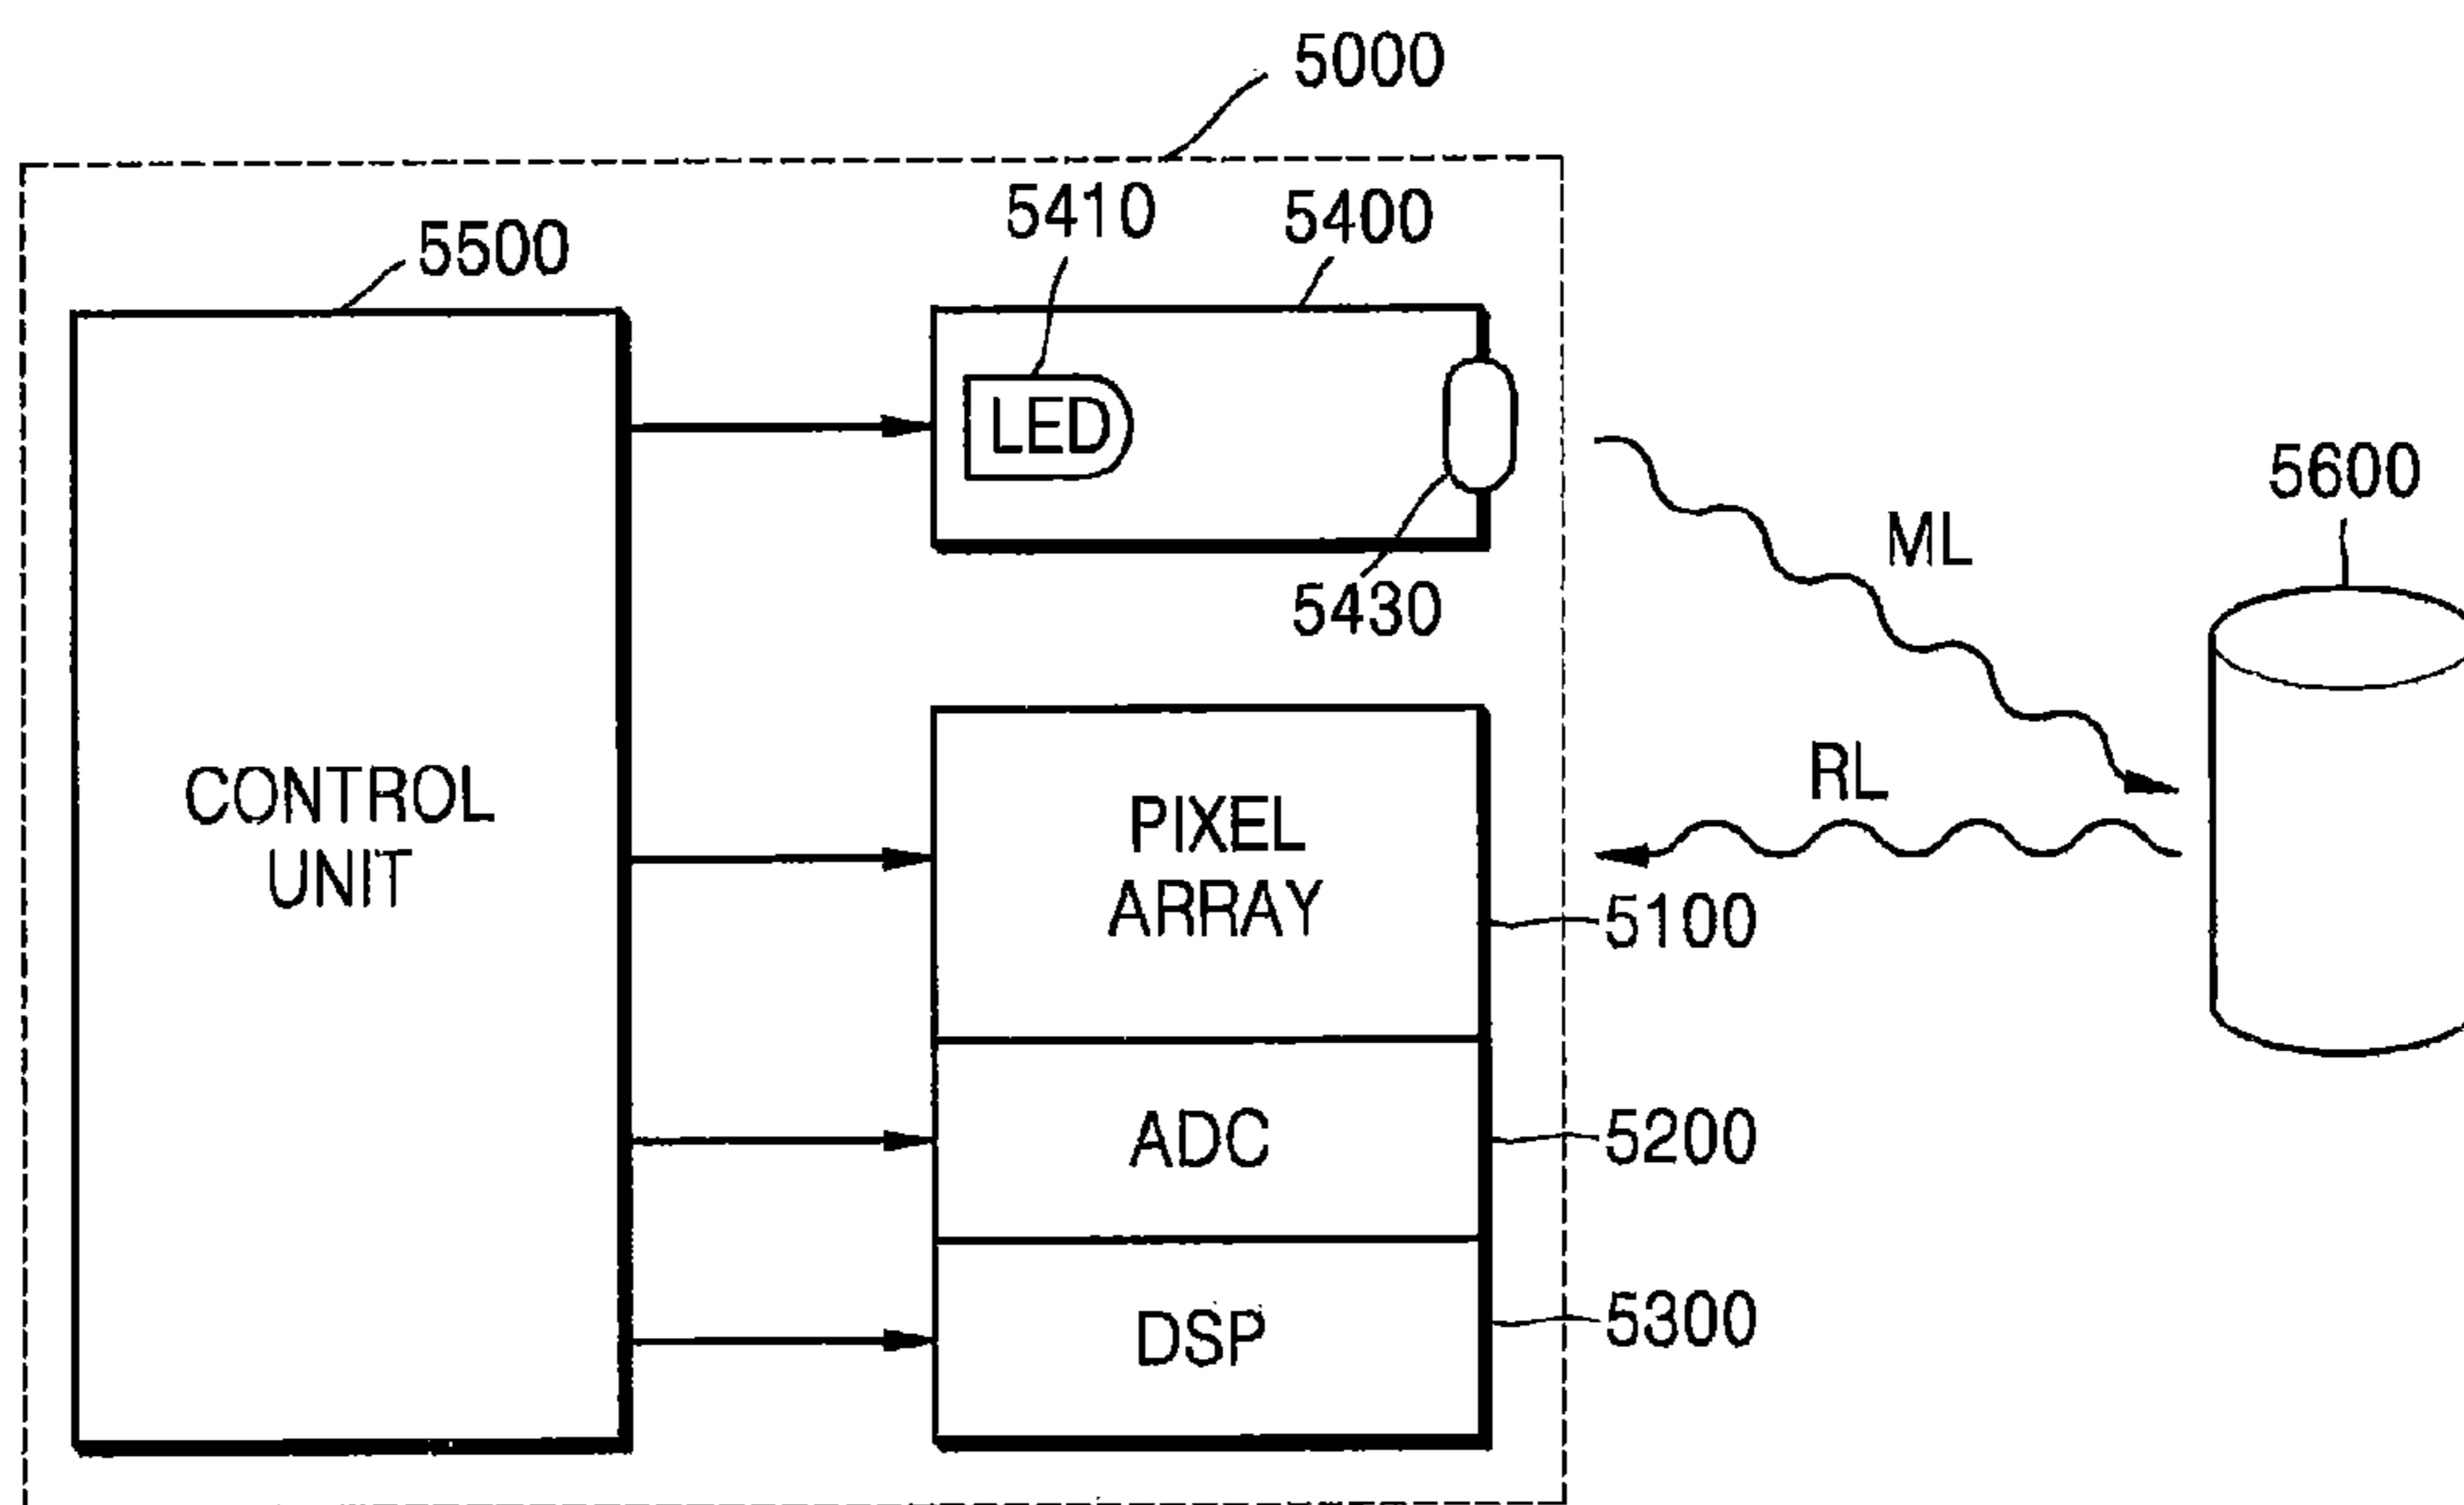 5000
5410
5400
5500
LED
5600
ML
5430
RL
CONTROL
UNIT
PIXEL
ARRAY
5100
ADC
5200
DSP
5300